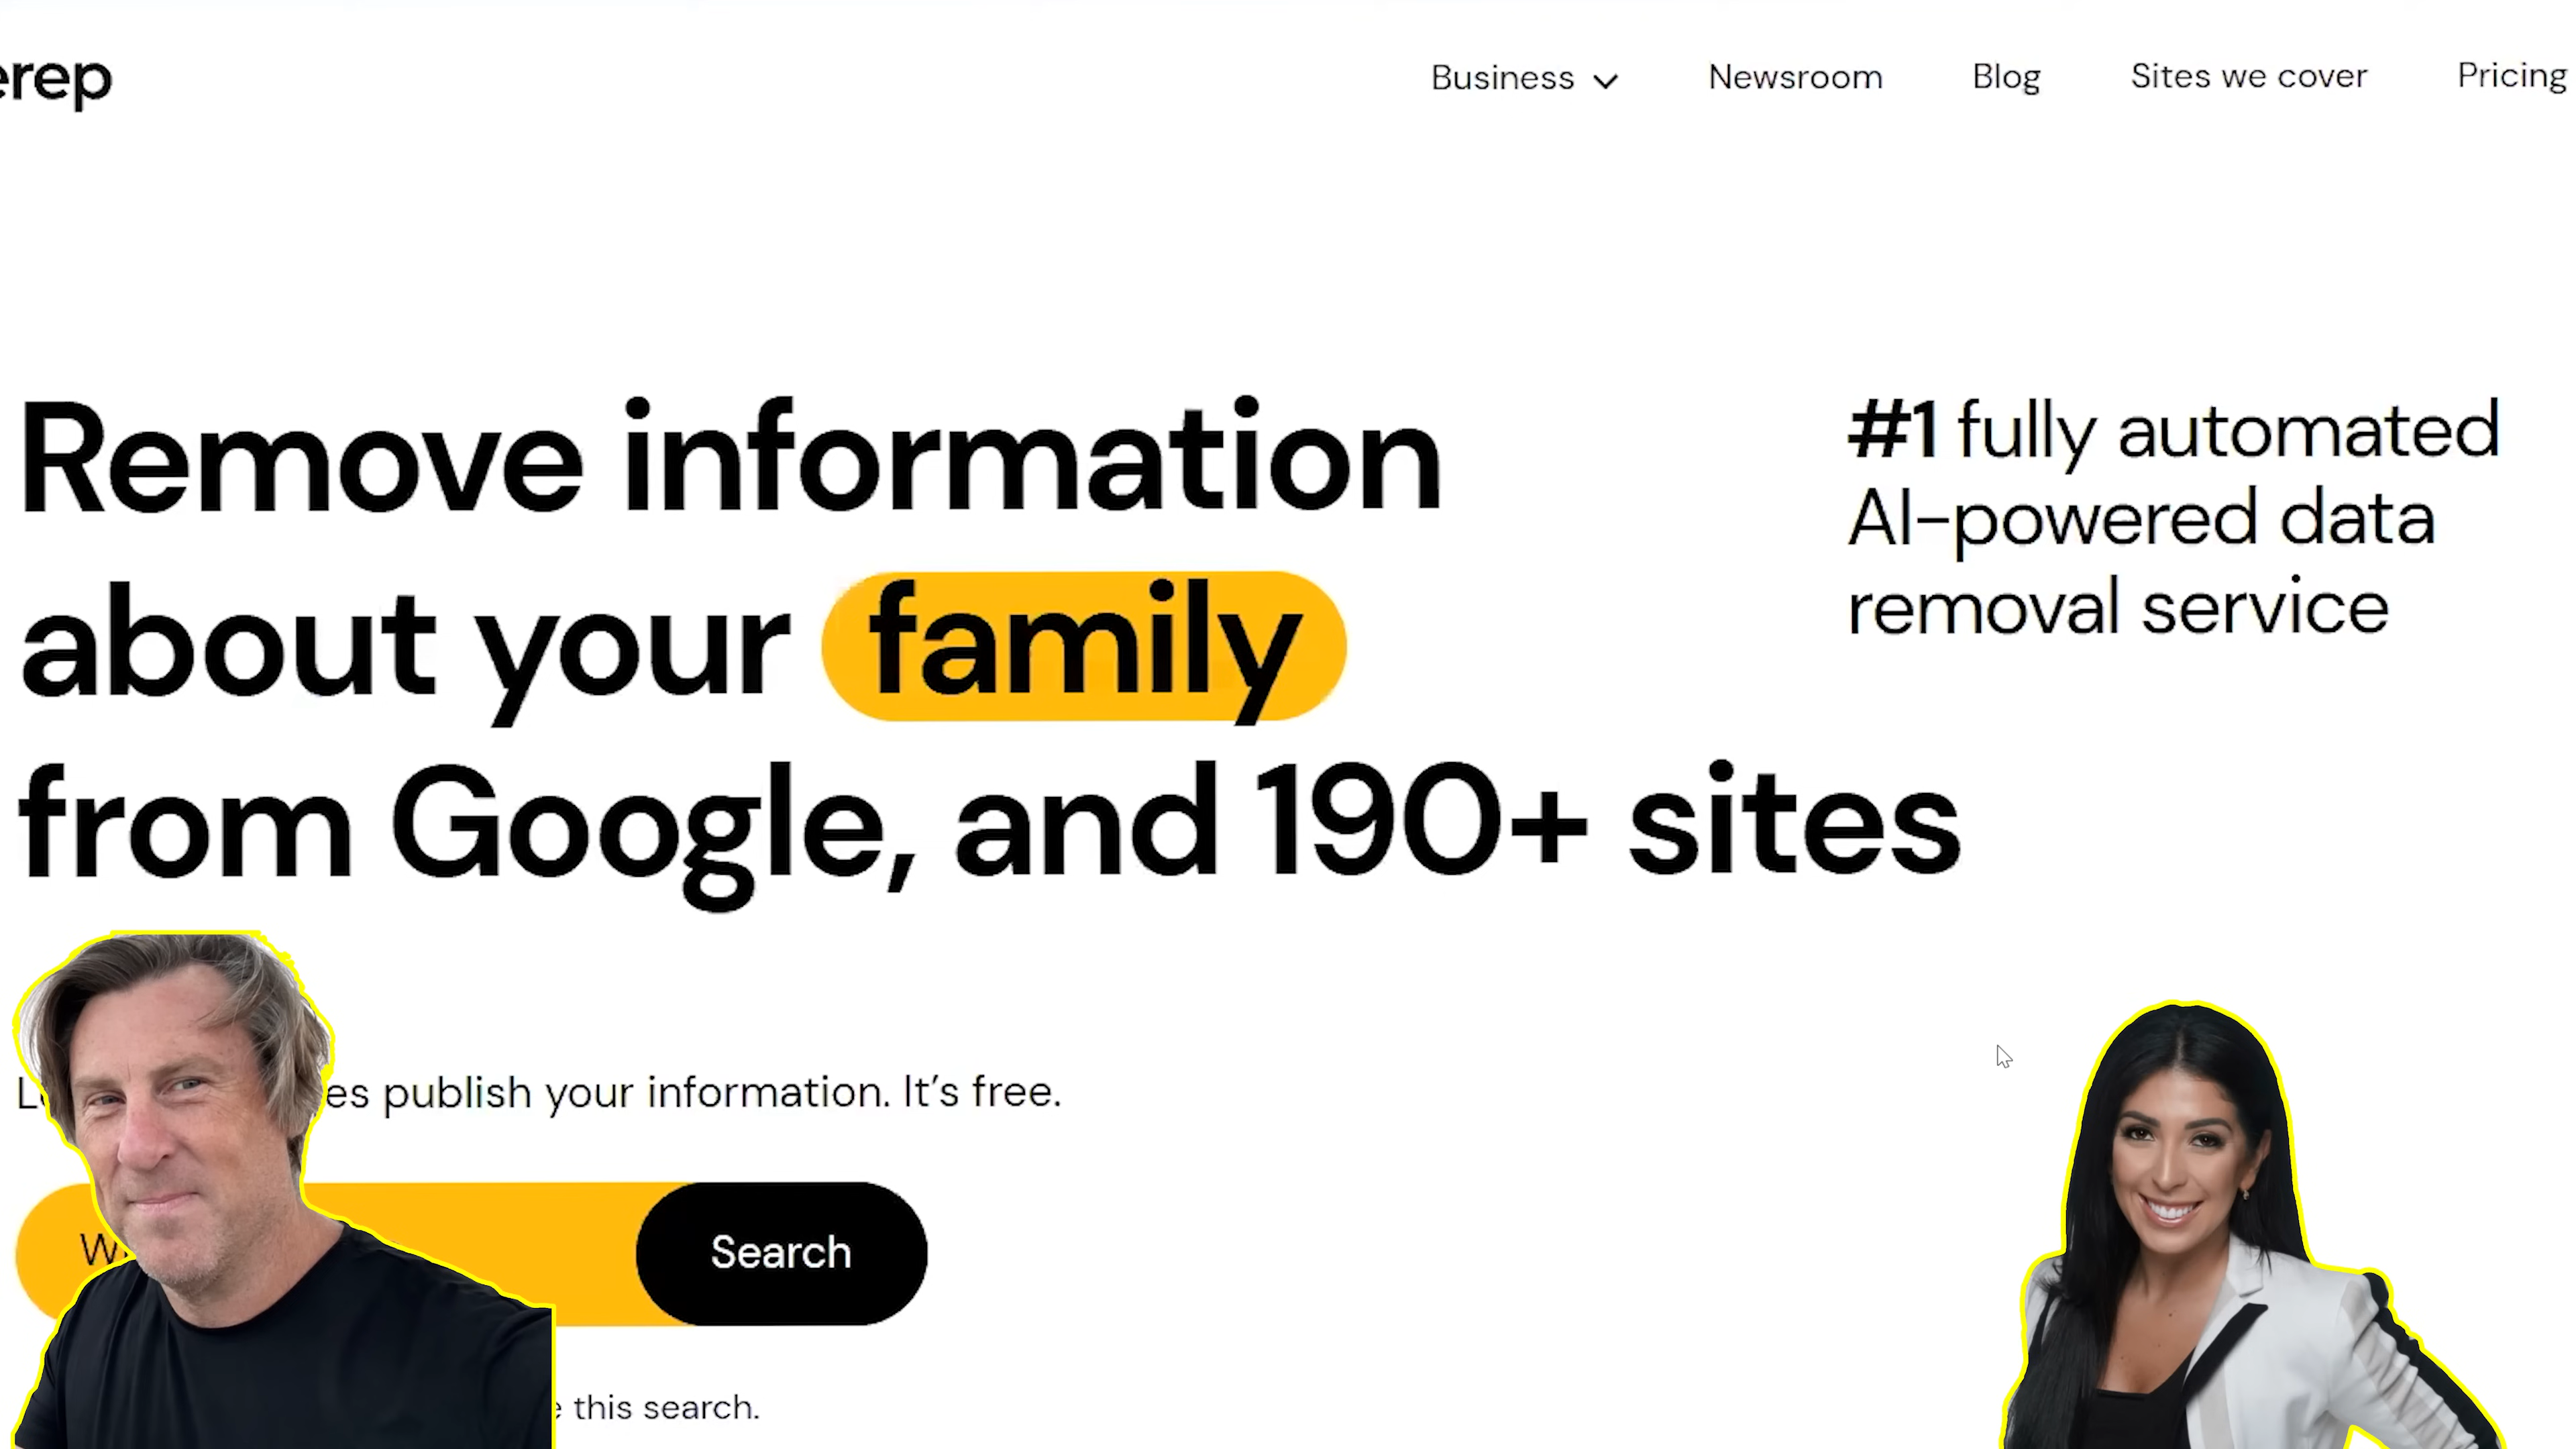 erep
Business
Newsroom
Blog
Sites we cover
Pricing
Remove information
about your family
from Google, and 190+ sites
#1 fully automated
AI-powered data
removal service
publish your information. It's free.
Search
this search.